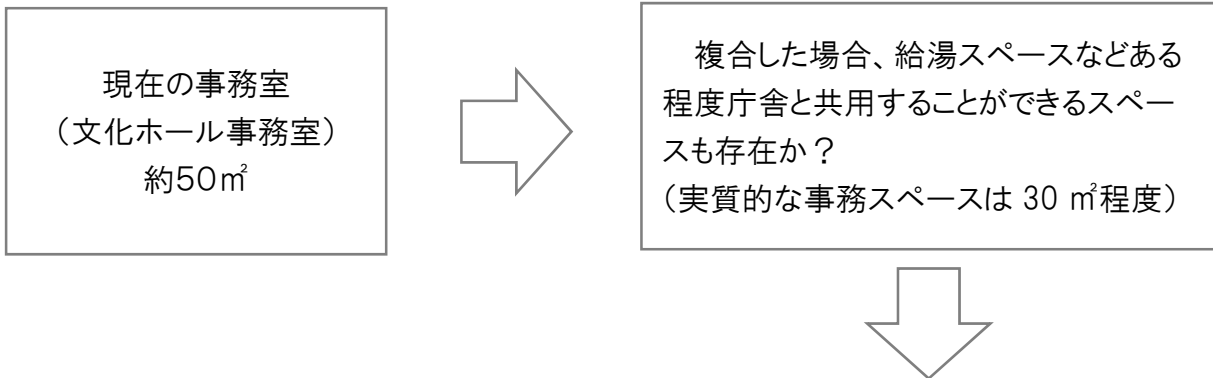 現在の事務室
（文化ホール事務室）
約50㎡
複合した場合、給湯スペースなどある
程度庁舎と共用することができるスペー
スも存在か？
（実質的な事務スペースは 30 ㎡程度）